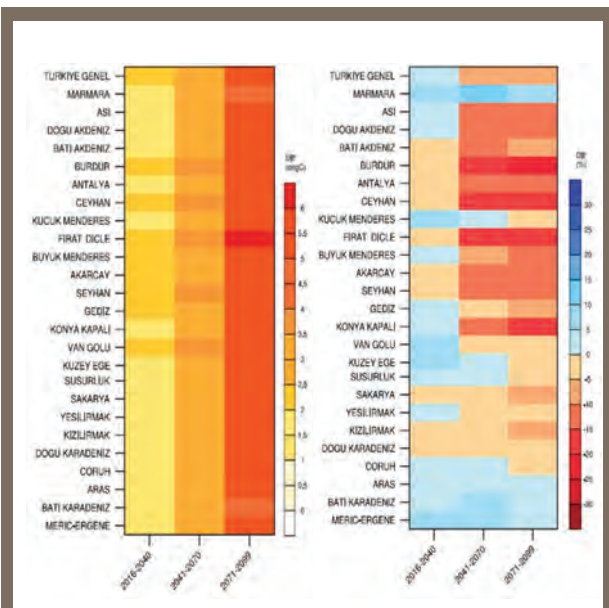 TURKIYE GENEL
MARMARA
ASI
DOGU AKDENIZ
BATI AKDENIZ
BURDUR
ANTALYA
CEYHAN
KUCUK MENDERES
FIRAT DICLE
BUYUK MENDERES
AKARCAY
SEYHAN
GEDIZ
KONYA KAPALI
VAN GOLU
KUZEY EGE
SUSURLUK
SAKARYA
YESILIRMAK
KIZILIRMAK
DOGU KARADENIZ
CORUH
ARAS
BATI KARADENIZ
MERIC-ERGENE
2016-2040
2041-2070
2071-2099
6
5,5
5
4,5
4
3,5
3
2,5
2
1,5
1
0,5
0
TURKIYE GENEL
MARMARA
ASI
DOGU AKDENIZ
BATI AKDENIZ
BURDUR
ANTALYA
CEYHAN
KUCUK MENDERES
FIRAT DICLE
BUYUK MENDERES
AKARCAY
SEYHAN
GEDIZ
KONYA KAPALI
VAN GOLU
KUZEY EGE
SUSURLUK
SAKARYA
YESILIRMAK
KIZILIRMAK
DOGU KARADENIZ
CORUH
ARAS
BATI KARADENIZ
MERIC-ERGENE
2016-2040
2041-2070
2071-2099
30
25
20
15
10
5
0
-5
-10
-15
-20
-25
-30